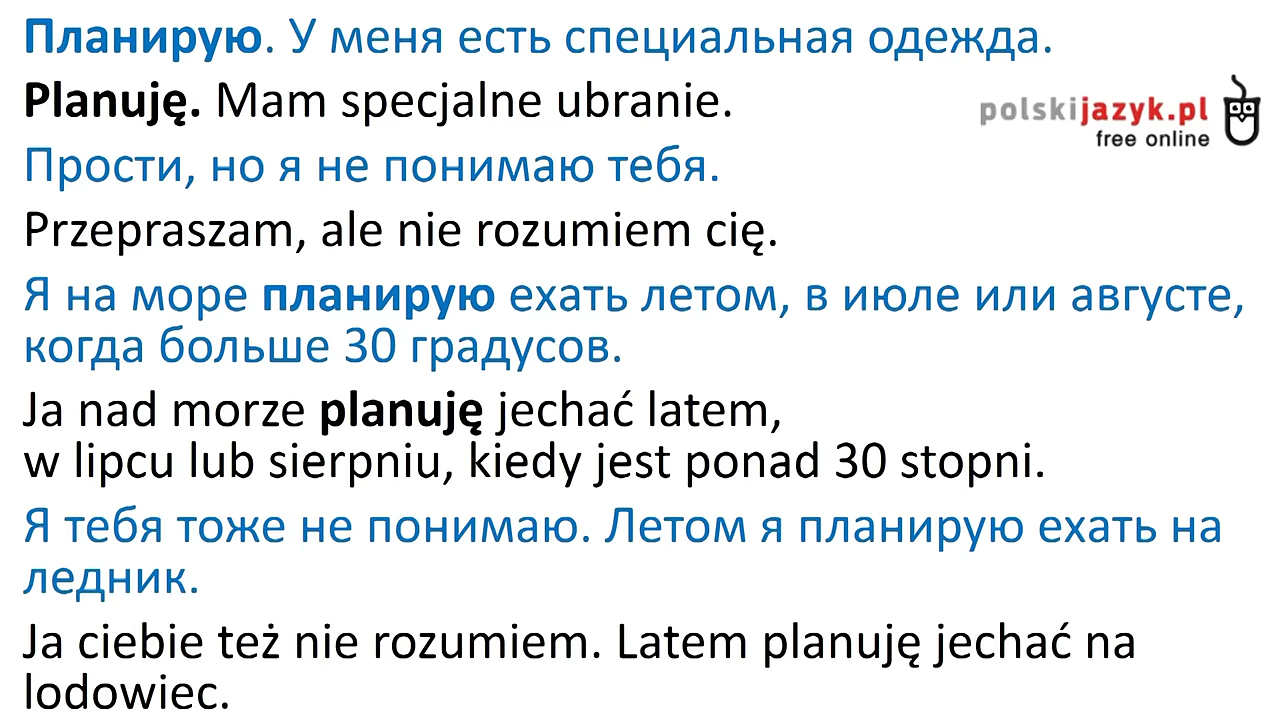 Планирую. У меня есть специальная одежда.
Planuję. Mam specjalne ubranie.
polskijazyk.pl
free online
Прости, но я не понимаю тебя.
Przepraszam, ale nie rozumiem cię.
Я на море планирую ехать летом, в июле или августе,
когда больше 30 градусов.
Ja nad morze planuję jechać latem,
w lipcu lub sierpniu, kiedy jest ponad 30 stopni.
Я тебя тоже не понимаю. Летом я планирую ехать на
ледник.
Ja ciebie też nie rozumiem. Latem planuję jechać na
lodowiec.